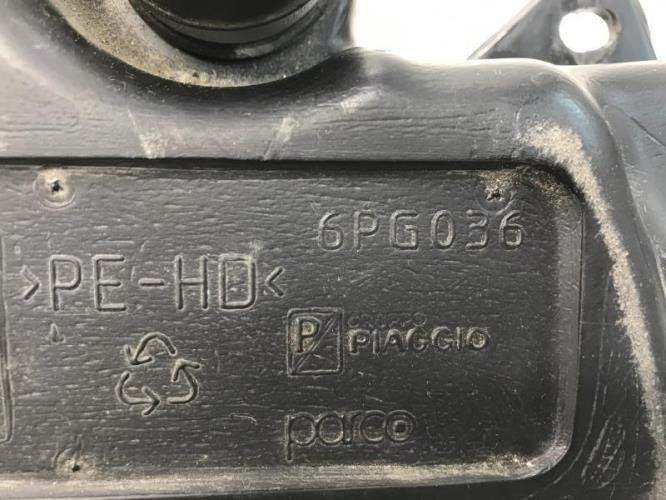 6PG036
>PE-HD<
P GRUPPO
PIAGGIO
parco